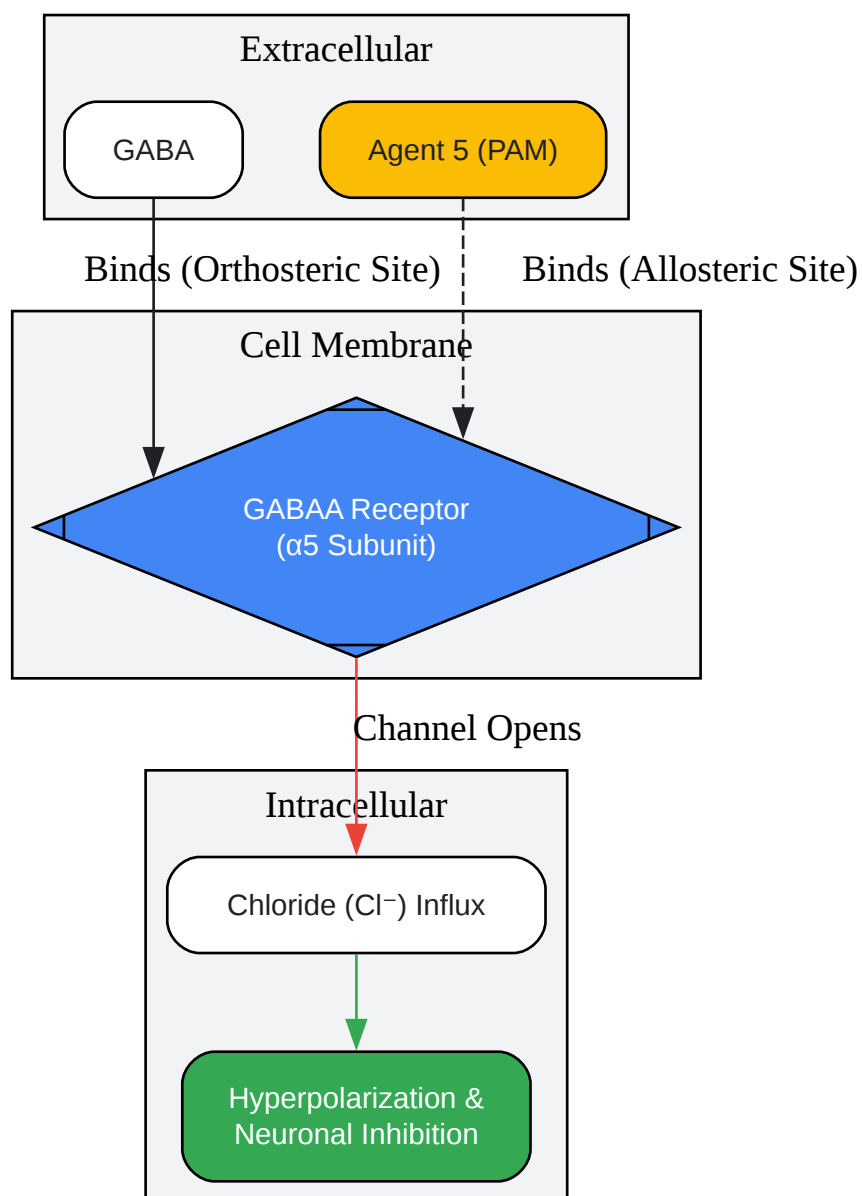 Extracellular
GABA
Agent 5 (PAM)
Binds (Orthosteric Site)
Binds (Allosteric Site)
Cell Membrane
GABAA Receptor
(α5 Subunit)
Channel Opens
Intracellular
Chloride (Cl⁻) Influx
Hyperpolarization &
Neuronal Inhibition